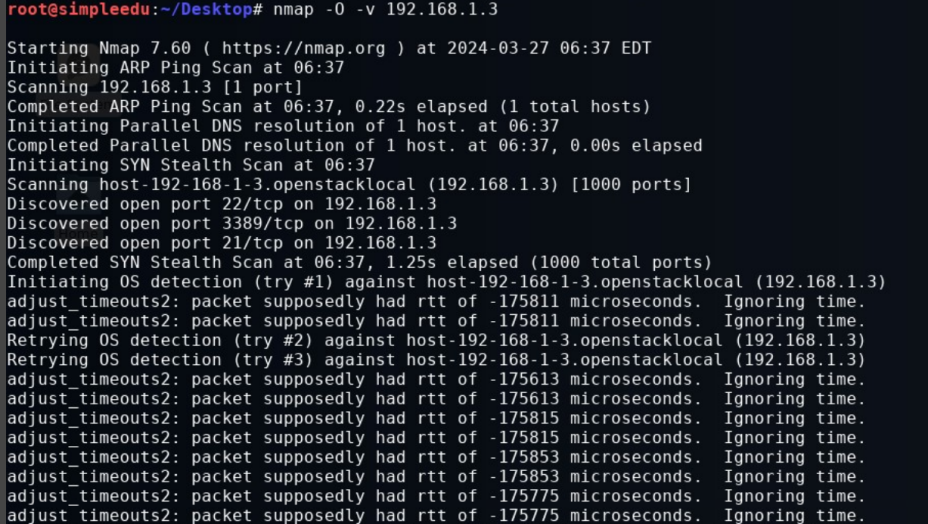 root@simpleedu:~/Desktop# nmap -O -v 192.168.1.3
Starting Nmap 7.60 ( https://nmap.org ) at 2024-03-27 06:37 EDT
Initiating ARP Ping Scan at 06:37
Scanning 192.168.1.3 [1 port]
Completed ARP Ping Scan at 06:37, 0.22s elapsed (1 total hosts)
Initiating Parallel DNS resolution of 1 host. at 06:37
Completed Parallel DNS resolution of 1 host. at 06:37, 0.00s elapsed
Initiating SYN Stealth Scan at 06:37
Scanning host-192-168-1-3.openstacklocal (192.168.1.3) [1000 ports]
Discovered open port 22/tcp on 192.168.1.3
Discovered open port 3389/tcp on 192.168.1.3
Discovered open port 21/tcp on 192.168.1.3
Completed SYN Stealth Scan at 06:37, 1.25s elapsed (1000 total ports)
Initiating OS detection (try #1) against host-192-168-1-3.openstacklocal (192.168.1.3)
adjust_timeouts2: packet supposedly had rtt of -175811 microseconds.  Ignoring time.
adjust_timeouts2: packet supposedly had rtt of -175811 microseconds.  Ignoring time.
Retrying OS detection (try #2) against host-192-168-1-3.openstacklocal (192.168.1.3)
Retrying OS detection (try #3) against host-192-168-1-3.openstacklocal (192.168.1.3)
adjust_timeouts2: packet supposedly had rtt of -175613 microseconds.  Ignoring time.
adjust_timeouts2: packet supposedly had rtt of -175613 microseconds.  Ignoring time.
adjust_timeouts2: packet supposedly had rtt of -175815 microseconds.  Ignoring time.
adjust_timeouts2: packet supposedly had rtt of -175815 microseconds.  Ignoring time.
adjust_timeouts2: packet supposedly had rtt of -175853 microseconds.  Ignoring time.
adjust_timeouts2: packet supposedly had rtt of -175853 microseconds.  Ignoring time.
adjust_timeouts2: packet supposedly had rtt of -175775 microseconds.  Ignoring time.
adjust_timeouts2: packet supposedly had rtt of -175775 microseconds.  Ignoring time.